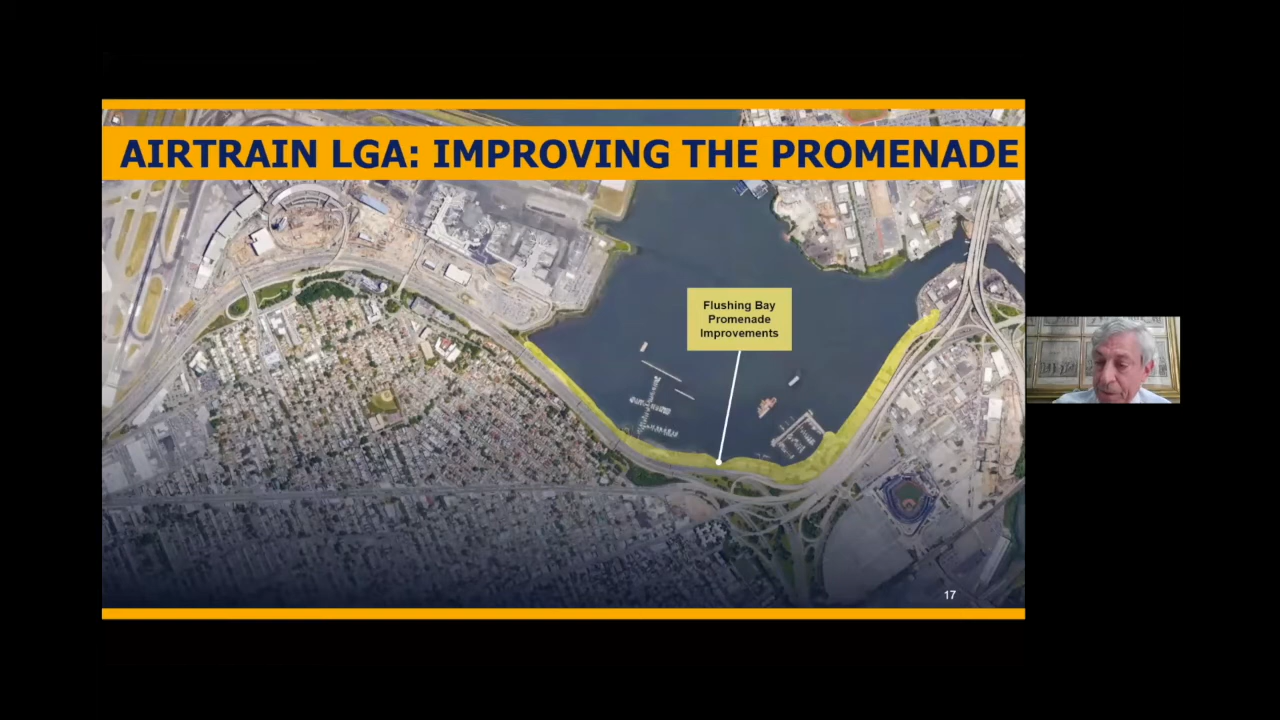 AIRTRAIN LGA: IMPROVING THE PROMENADE
Flushing Bay
Promenade
Improvements
17